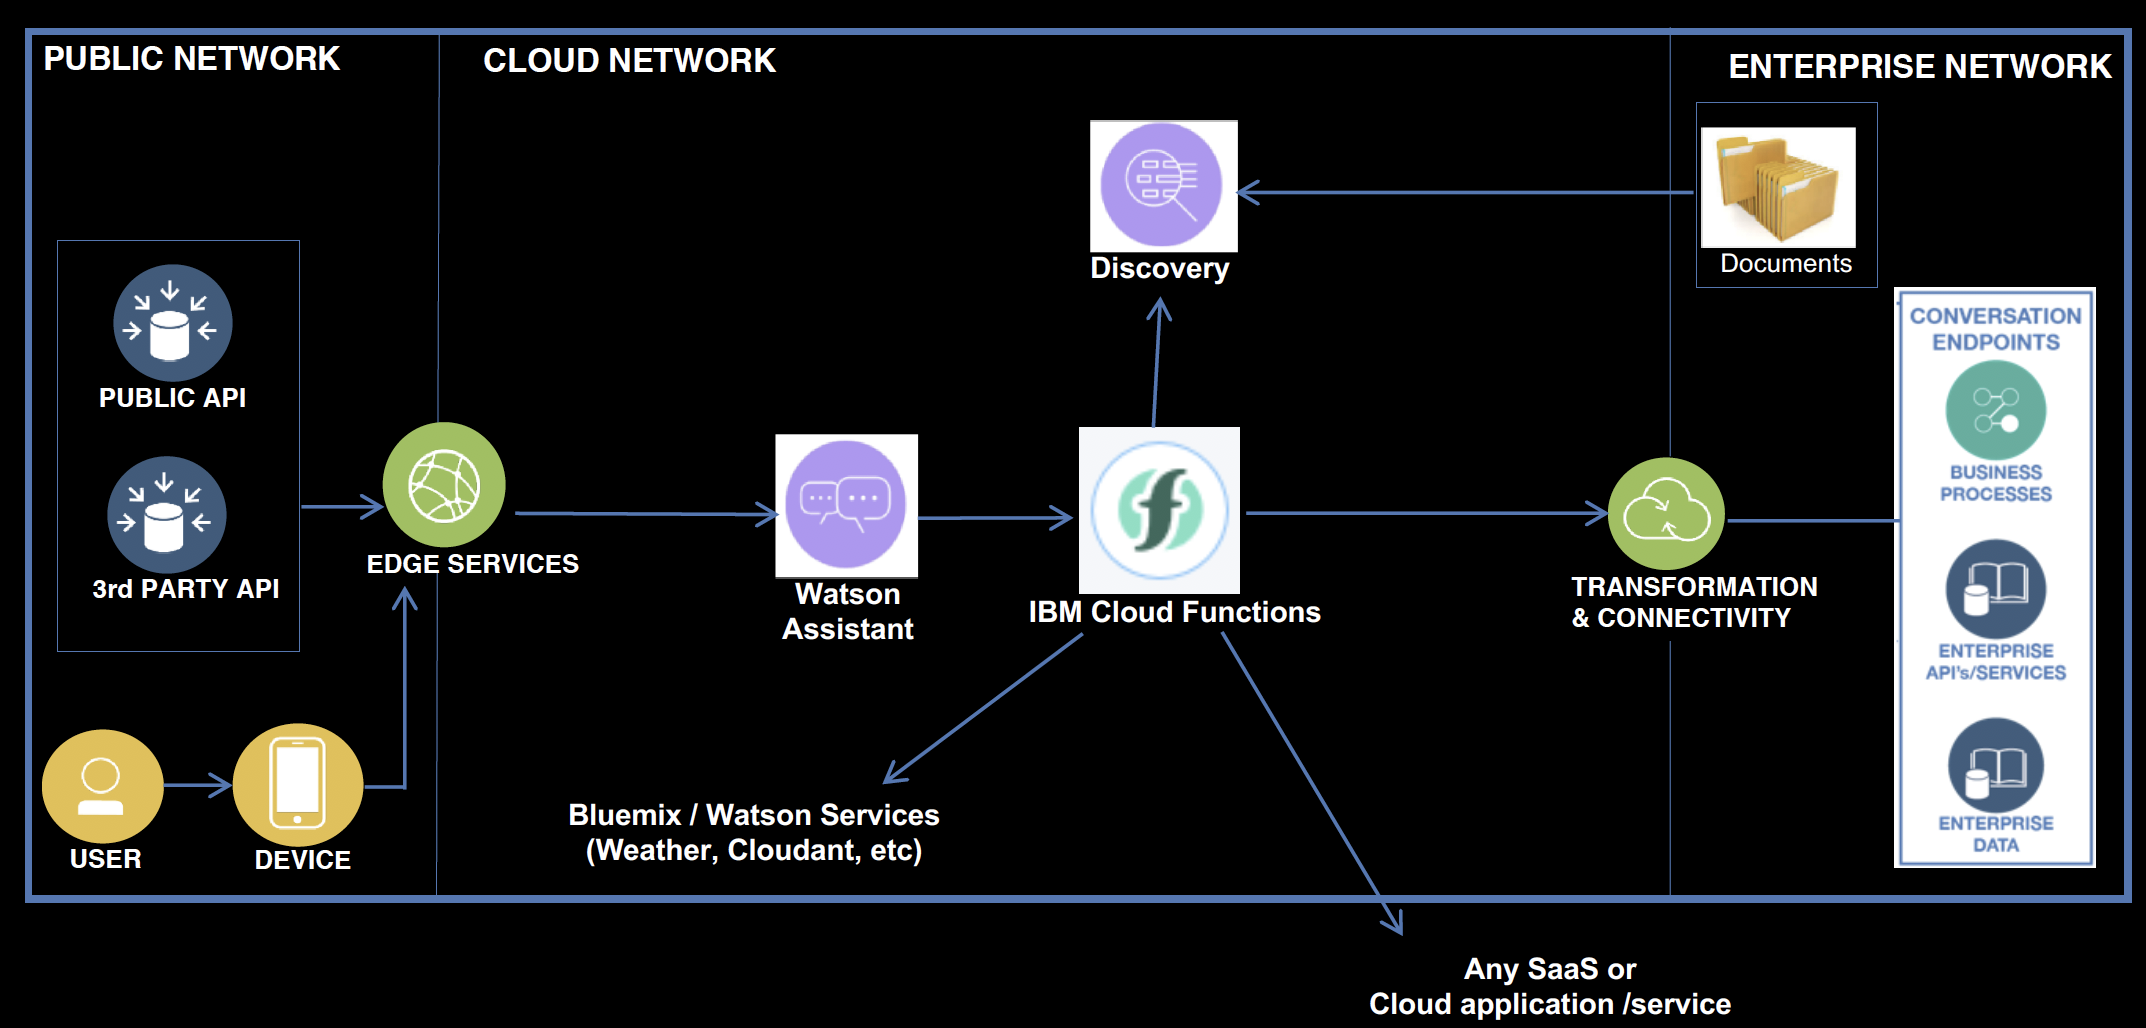 PUBLIC NETWORK
CLOUD NETWORK
ENTERPRISE NETWORK
PUBLIC API
3rd PARTY API
USER
DEVICE
EDGE SERVICES
Watson
Assistant
Discovery
IBM Cloud Functions
Bluemix / Watson Services
(Weather, Cloudant, etc)
Any SaaS or
Cloud application /service
TRANSFORMATION
& CONNECTIVITY
Documents
CONVERSATION
ENDPOINTS
BUSINESS
PROCESSES
ENTERPRISE
API's/SERVICES
ENTERPRISE
DATA